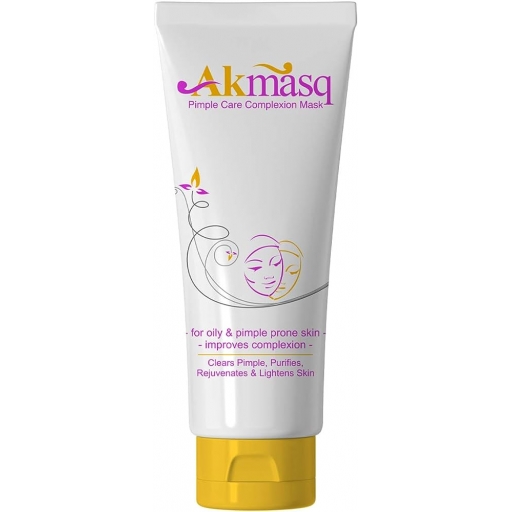 Akmasq
Pimple Care Complexion Mask
- for oily & pimple prone skin -
- improves complexion -
Clears Pimple, Purifies,
Rejuvenates & Lightens Skin